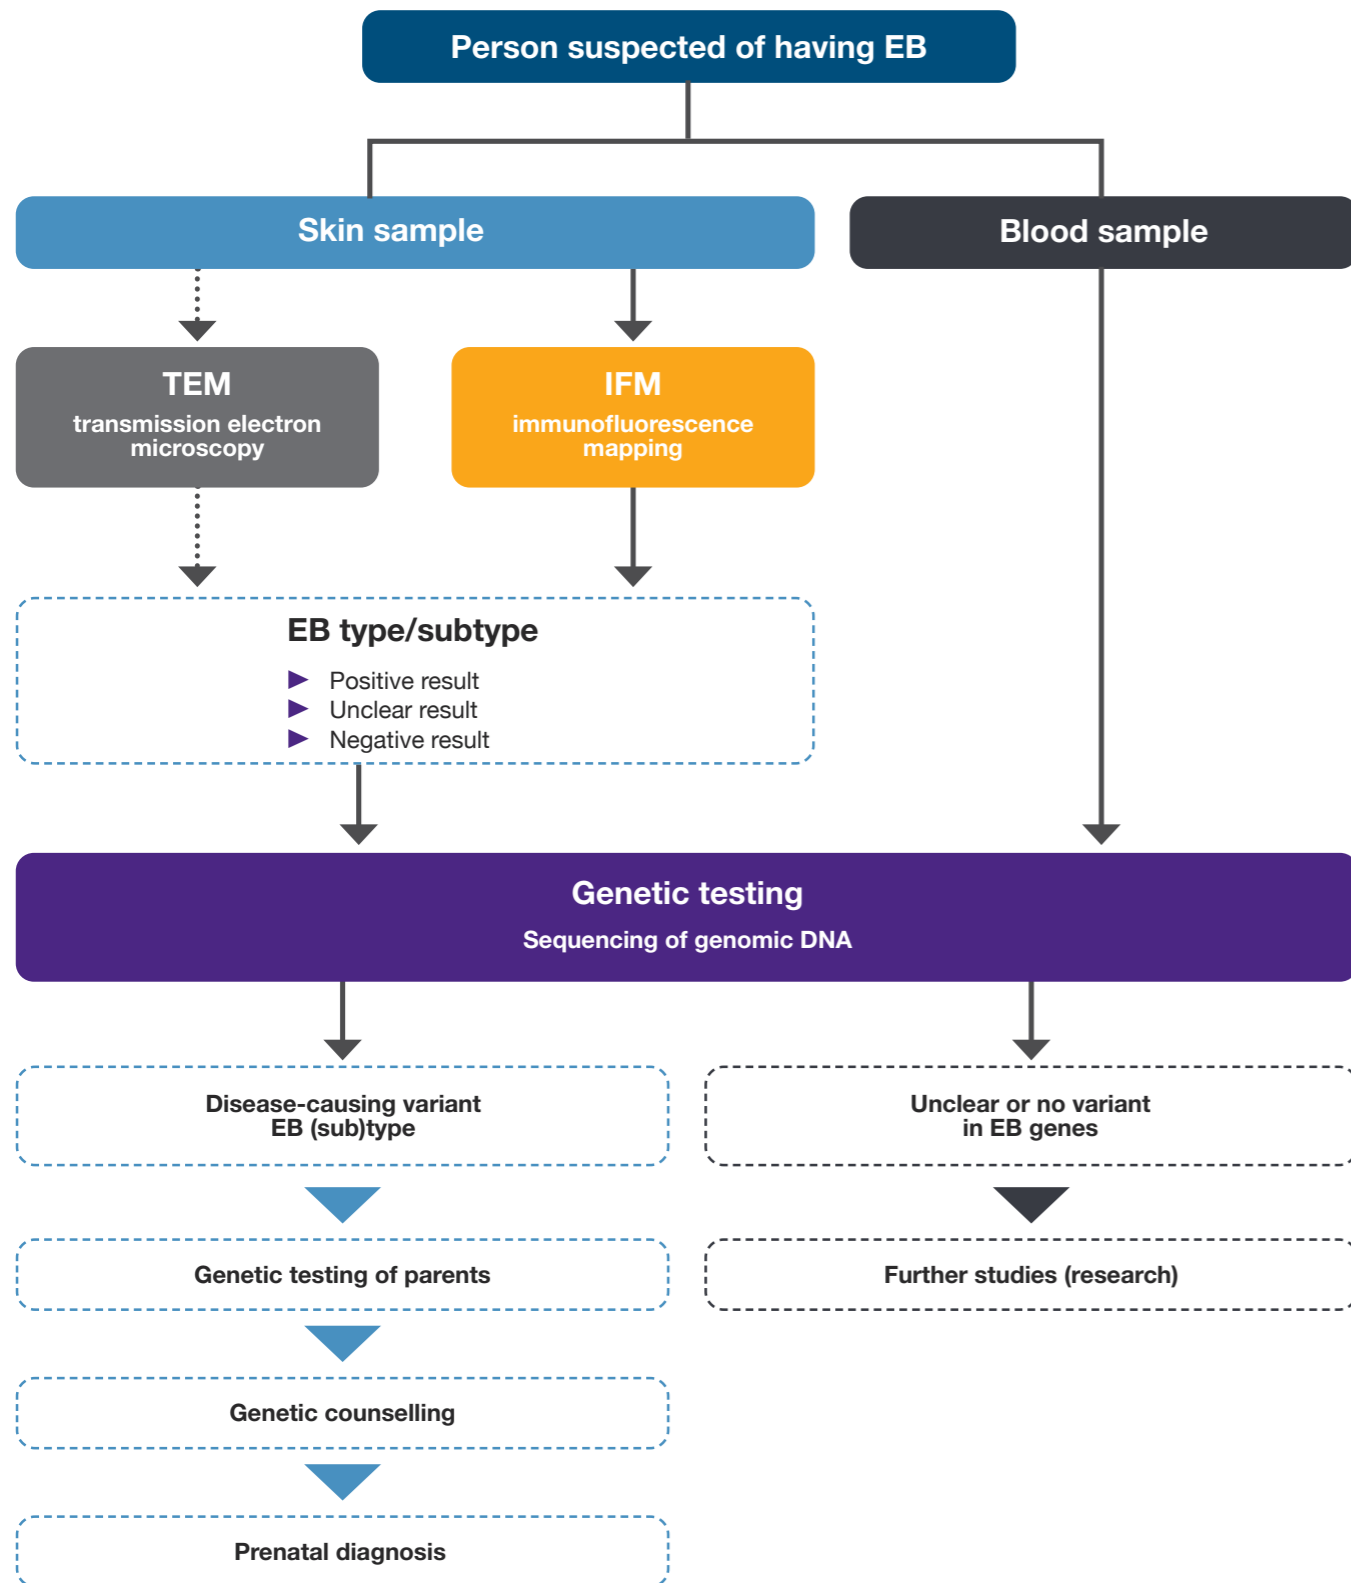 Person suspected of having EB
Skin sample
Blood sample
TEM
transmission electron
microscopy
IFM
immunofluorescence
mapping
EB type/subtype
Positive result
Unclear result
Negative result
Genetic testing
Sequencing of genomic DNA
Disease-causing variant
EB (sub)type
Unclear or no variant
in EB genes
Genetic testing of parents
Further studies (research)
Genetic counselling
Prenatal diagnosis